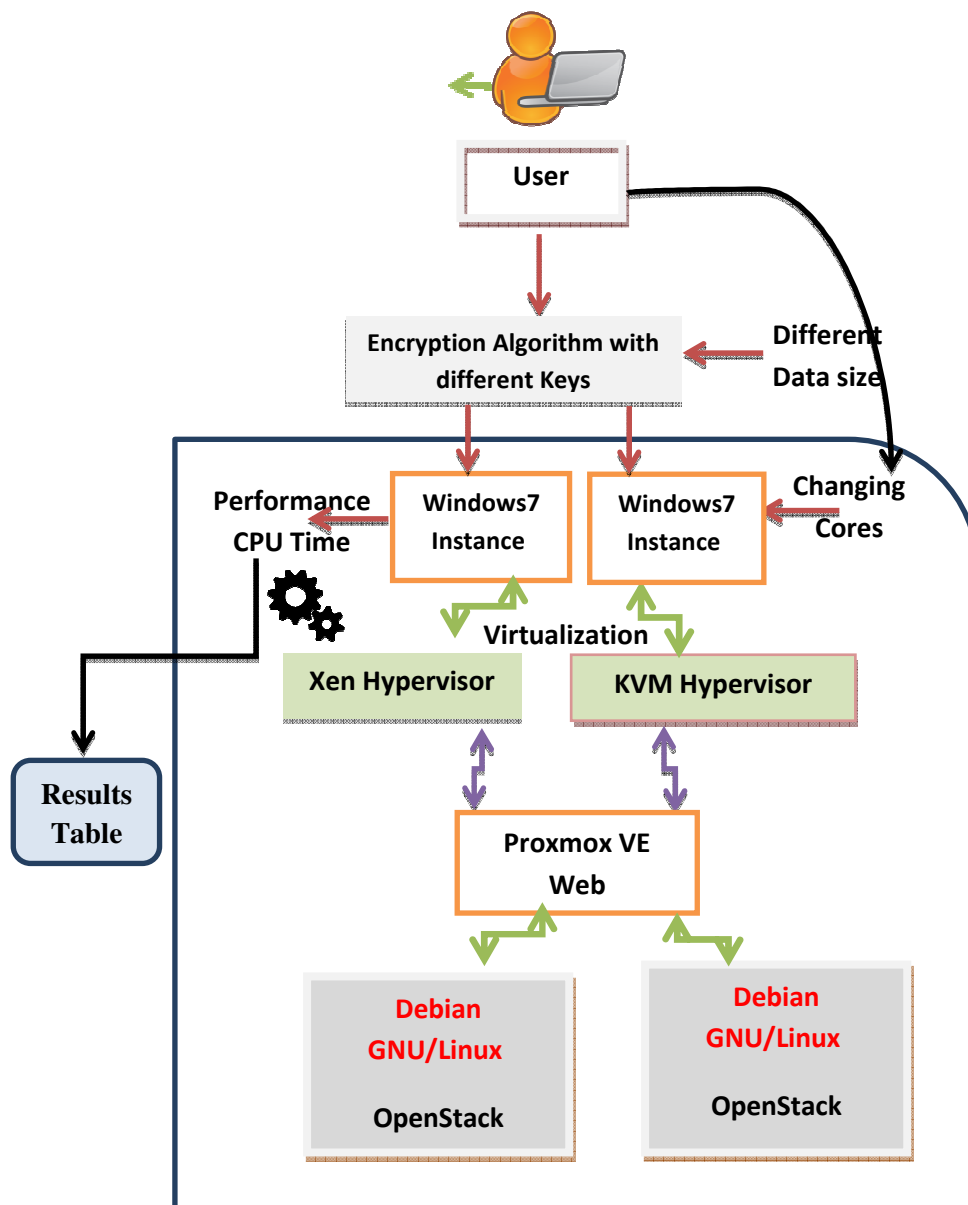 User
Encryption Algorithm with
different Keys
Different
Data size
Performance
CPU Time
Windows7
Instance
Windows7
Instance
Changing
Cores
Virtualization
Xen Hypervisor
KVM Hypervisor
Results
Table
Proxmox VE
Web
Debian
GNU/Linux
OpenStack
Debian
GNU/Linux
OpenStack